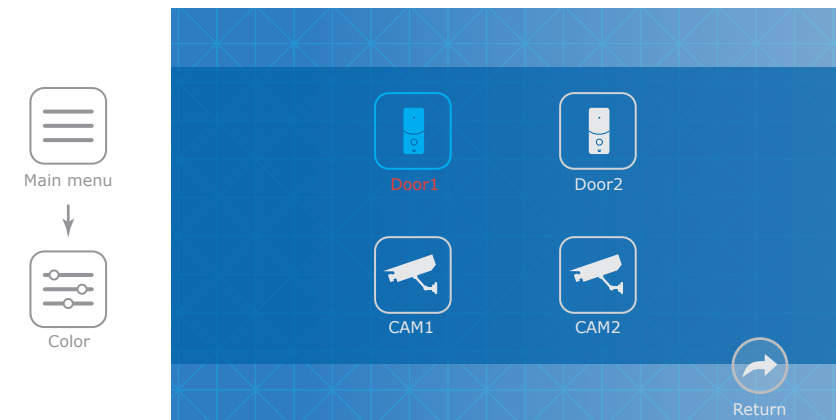 Main menu
Color
Door1
Door2
CAM1
CAM2
Return